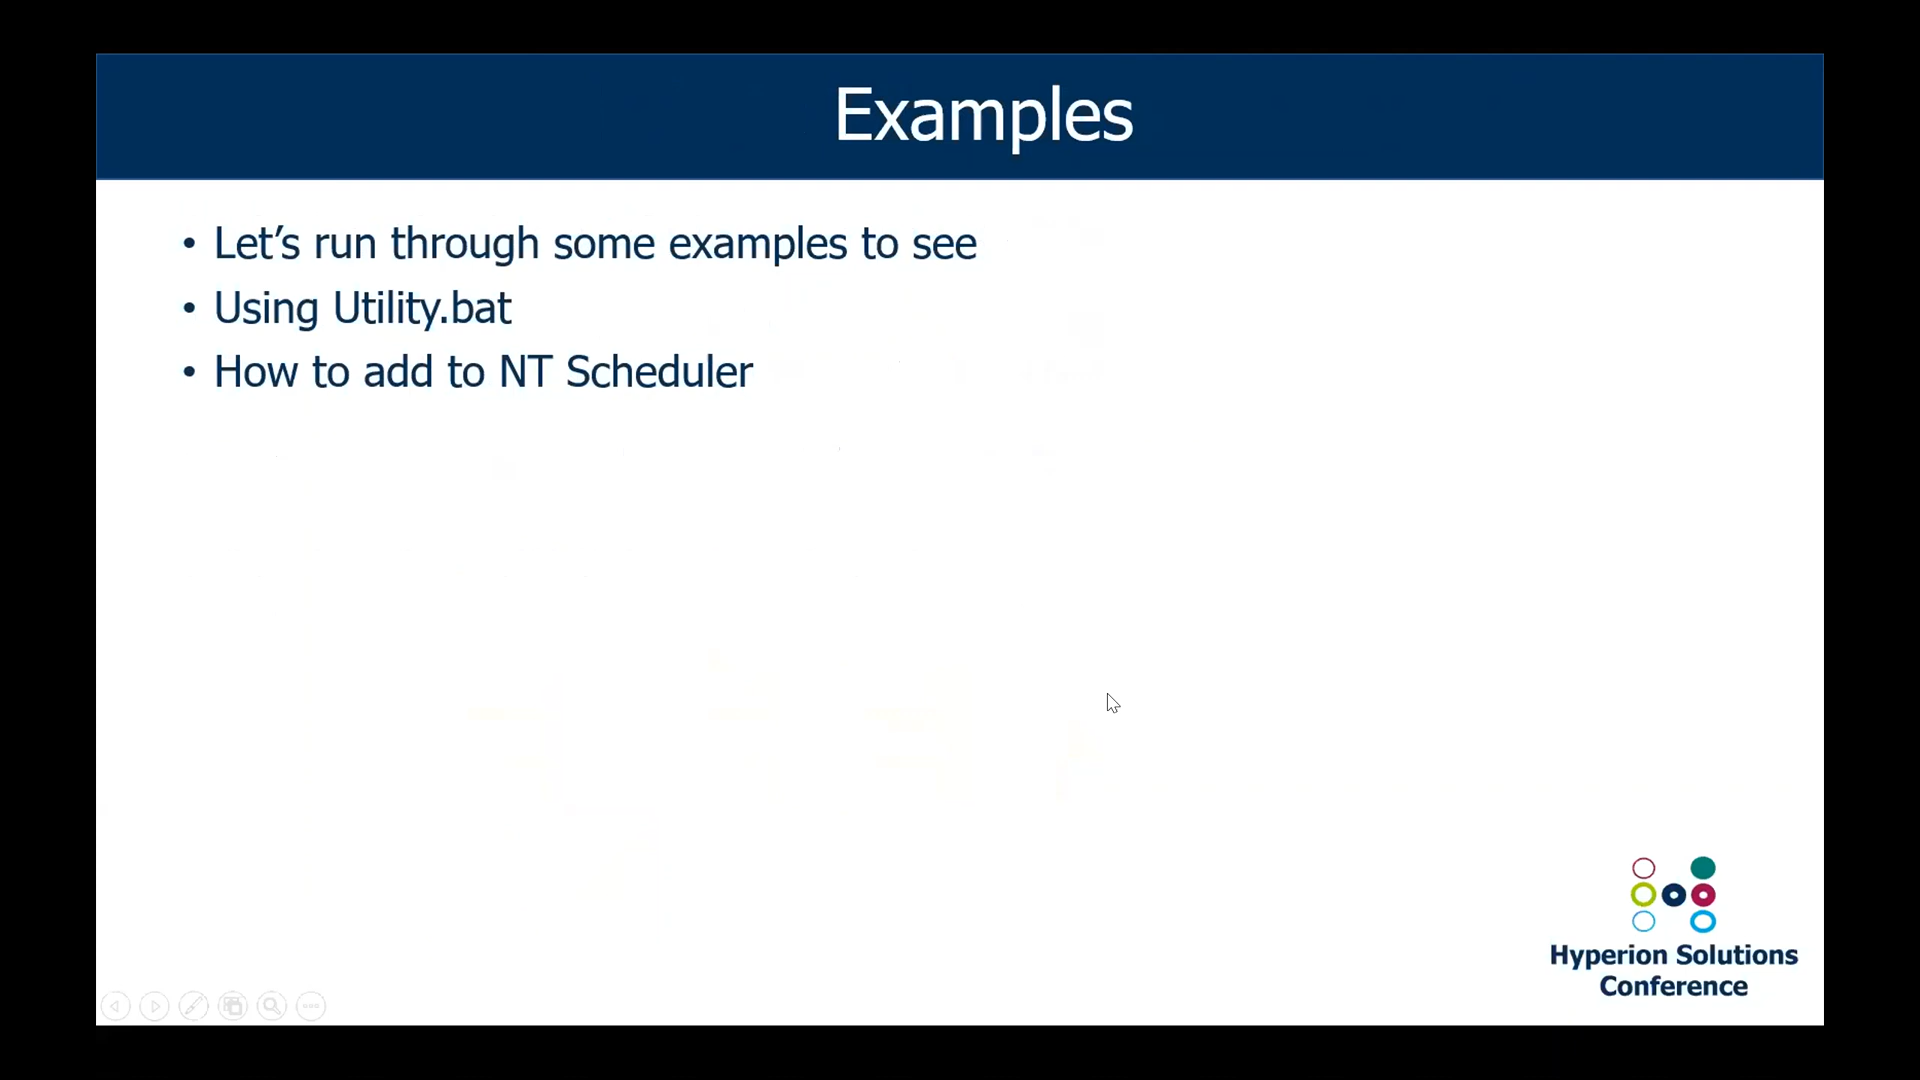 Examples
• Let’s run through some examples to see
• Using Utility.bat
• How to add to NT Scheduler
Hyperion Solutions
Conference